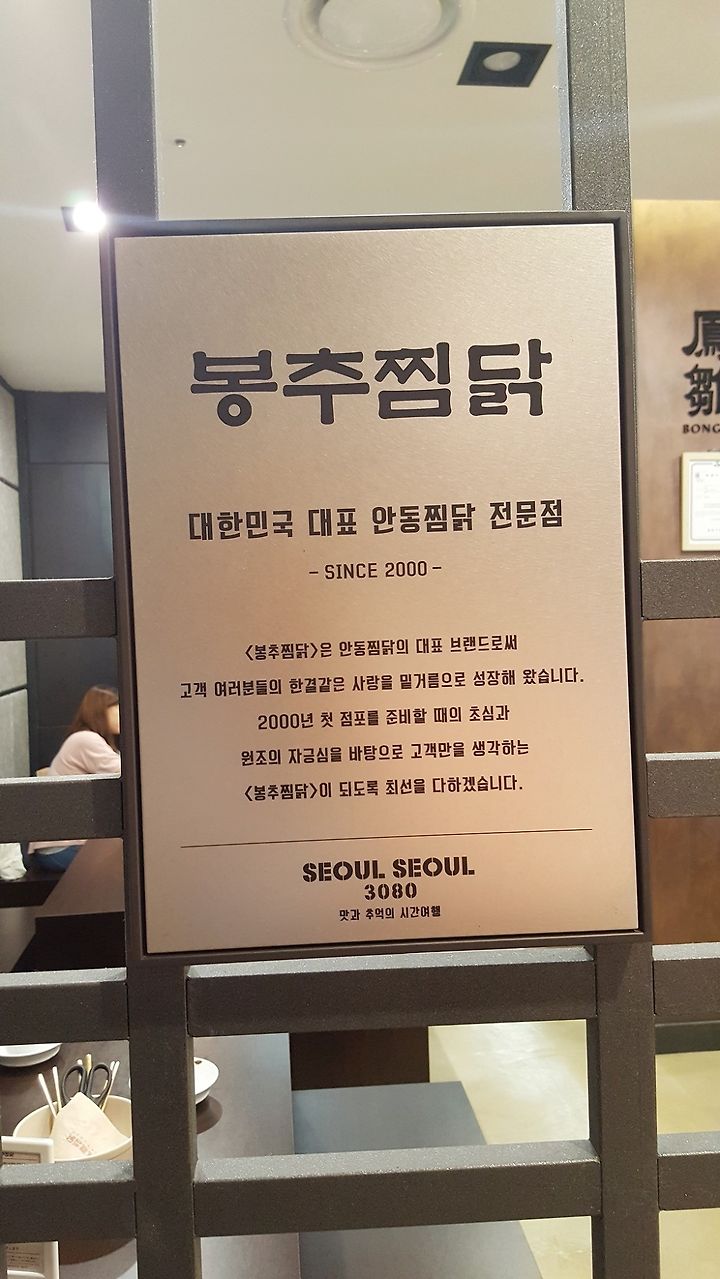 봉추찜닭
대한민국 대표 안동찜닭 전문점
– SINCE 2000 –
<봉추찜닭>은 안동찜닭의 대표 브랜드로써
고객 여러분들의 한결같은 사랑을 밑거름으로 성장해 왔습니다.
2000년 첫 점포를 준비할 때의 초심과
원조의 자긍심을 바탕으로 고객만을 생각하는
<봉추찜닭>이 되도록 최선을 다하겠습니다.
SEOUL SEOUL
3080
맛과 추억의 시간여행
鳳
雛
BONG